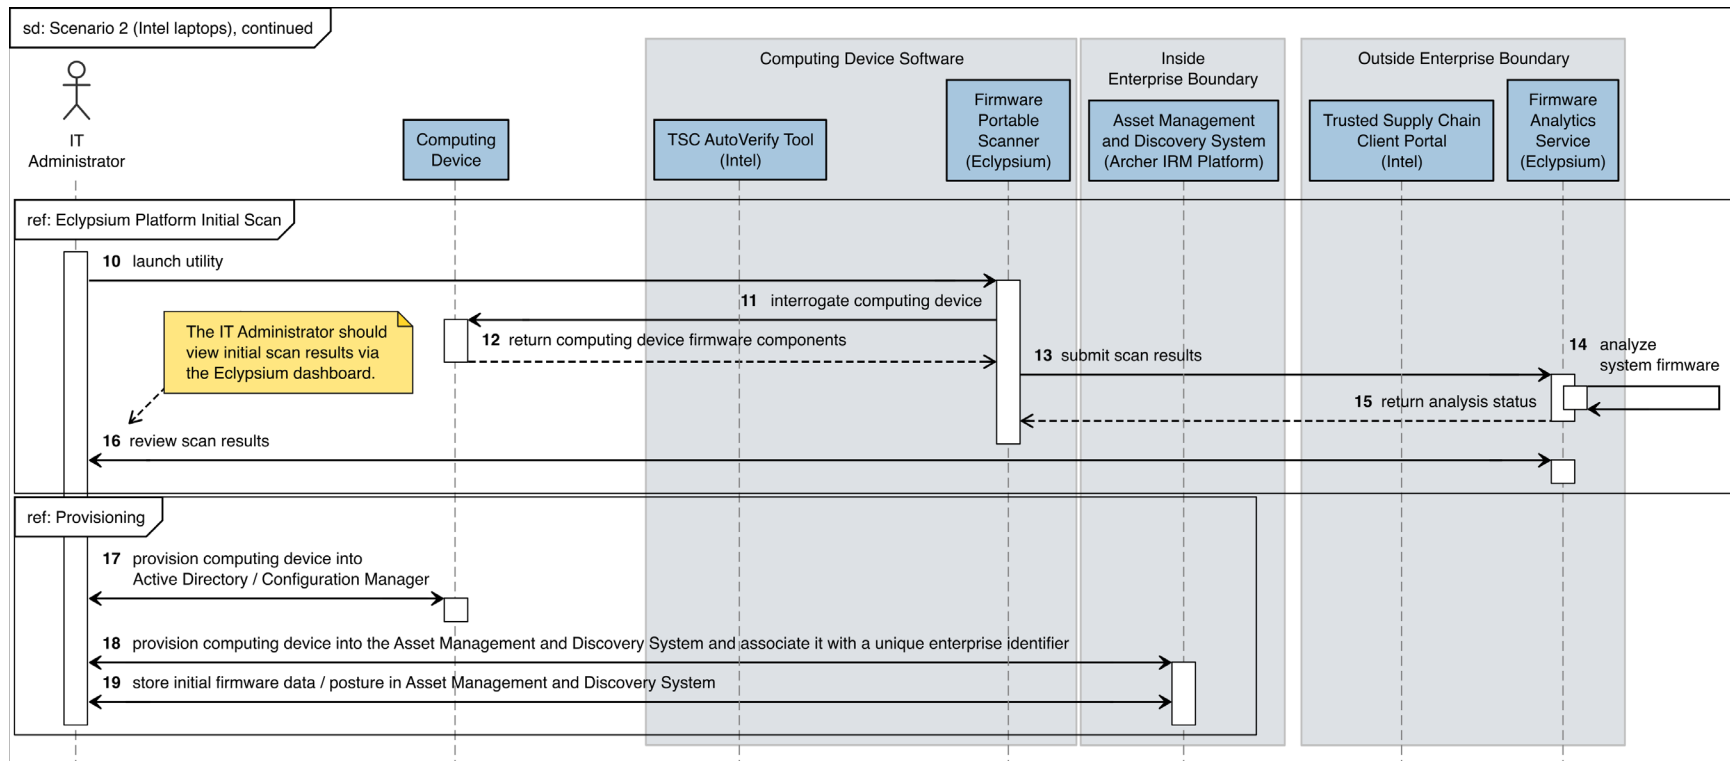 sd: Scenario 2 (Intel laptops), continued
Computing Device Software
Inside
Enterprise Boundary
Outside Enterprise Boundary
IT
Administrator
Computing
Device
TSC AutoVerify Tool
(Intel)
Firmware
Portable
Scanner
(Eclypsium)
Asset Management
and Discovery System
(Archer IRM Platform)
Trusted Supply Chain
Client Portal
(Intel)
Firmware
Analytics
Service
(Eclypsium)
ref: Eclypsium Platform Initial Scan
10 launch utility
11 interrogate computing device
The IT Administrator should
view initial scan results via
the Eclypsium dashboard.
12 return computing device firmware components
13 submit scan results
14 analyze
system firmware
15 return analysis status
16 review scan results
ref: Provisioning
17 provision computing device into
Active Directory / Configuration Manager
18 provision computing device into the Asset Management and Discovery System and associate it with a unique enterprise identifier
19 store initial firmware data / posture in Asset Management and Discovery System